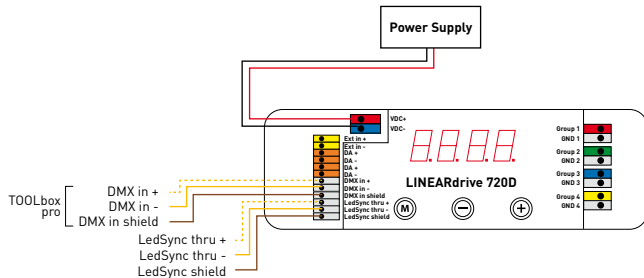 Power Supply
VDC+
VDC-
Ext in +
Ext in -
DA +
DA -
DA +
DA -
DMX in +
DMX in -
DMX in shield
LedSync thru +
LedSync thru -
LedSync shield
LINEARdrive 720D
M
Group 1
GND 1
Group 2
GND 2
Group 3
GND 3
Group 4
GND 4
TOOLbox
pro
DMX in +
DMX in -
DMX in shield
LedSync thru +
LedSync thru -
LedSync shield